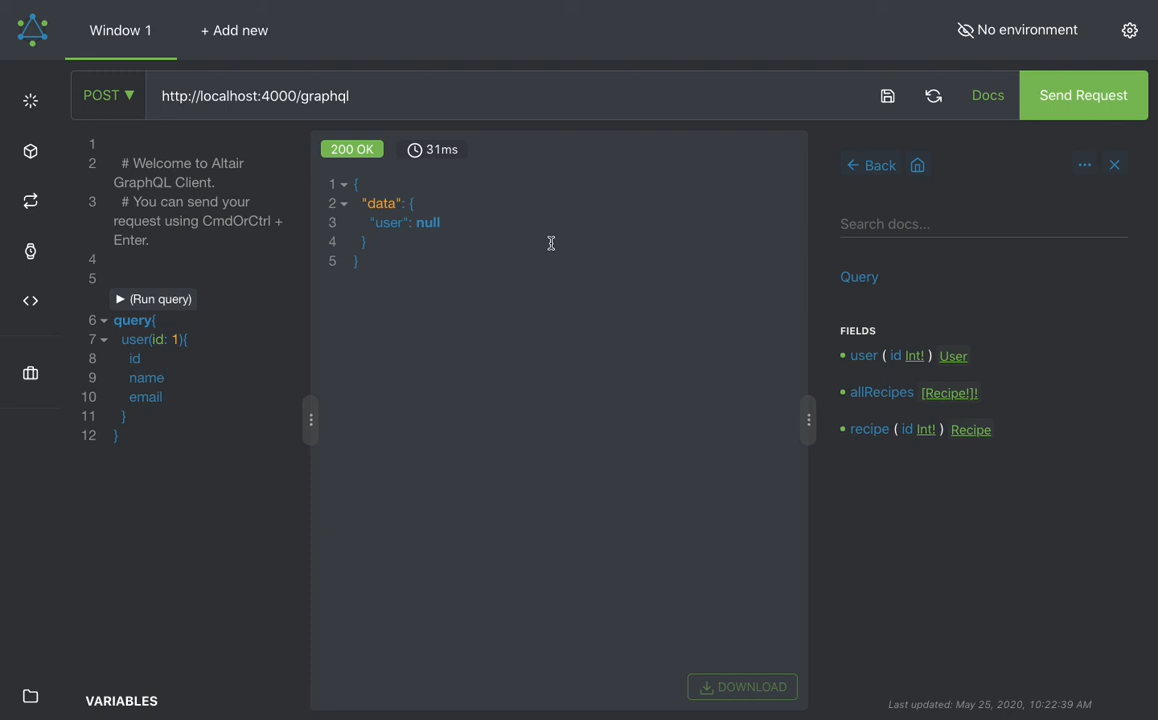 Window 1
+ Add new
No environment
POST ▼
http://localhost:4000/graphql
Docs
Send Request
1
2 # Welcome to Altair
GraphQL Client.
3 # You can send your
request using CmdOrCtrl +
Enter.
4
5
(Run query)
6 query{
7 user(id: 1){
8 id
9 name
10 email
11 }
12 }
VARIABLES
200 OK
31ms
1 {
2 "data": {
3 "user": null
4 }
5 }
DOWNLOAD
Back
Search docs...
Query
FIELDS
user ( id Int! ) User
allRecipes [Recipe!]!
recipe ( id Int! ) Recipe
Last updated: May 25, 2020, 10:22:39 AM